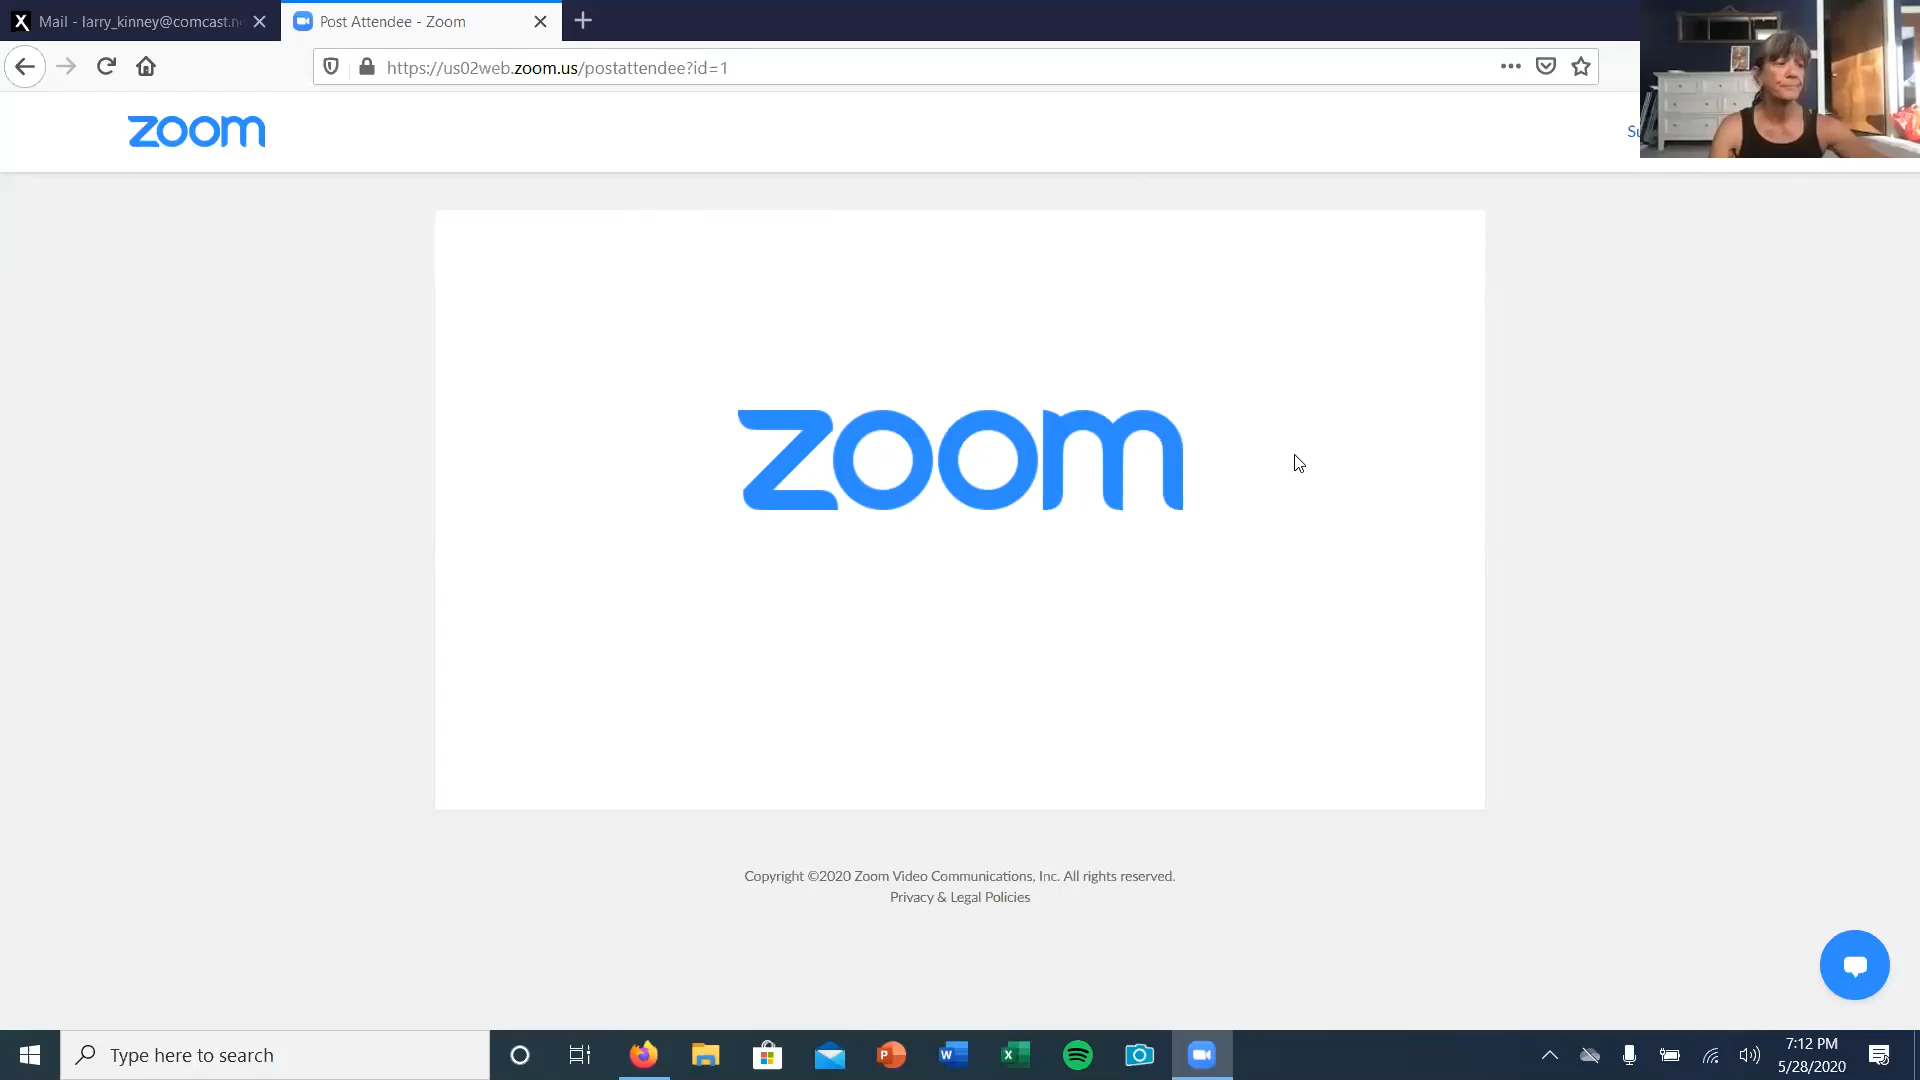 Mail - larry_kinney@comcast.n
Post Attendee - Zoom
https://us02web.zoom.us/postattendee?id=1
zoom
Su
zoom
Copyright ©2020 Zoom Video Communications, Inc. All rights reserved.
Privacy & Legal Policies
Type here to search
7:12 PM
5/28/2020